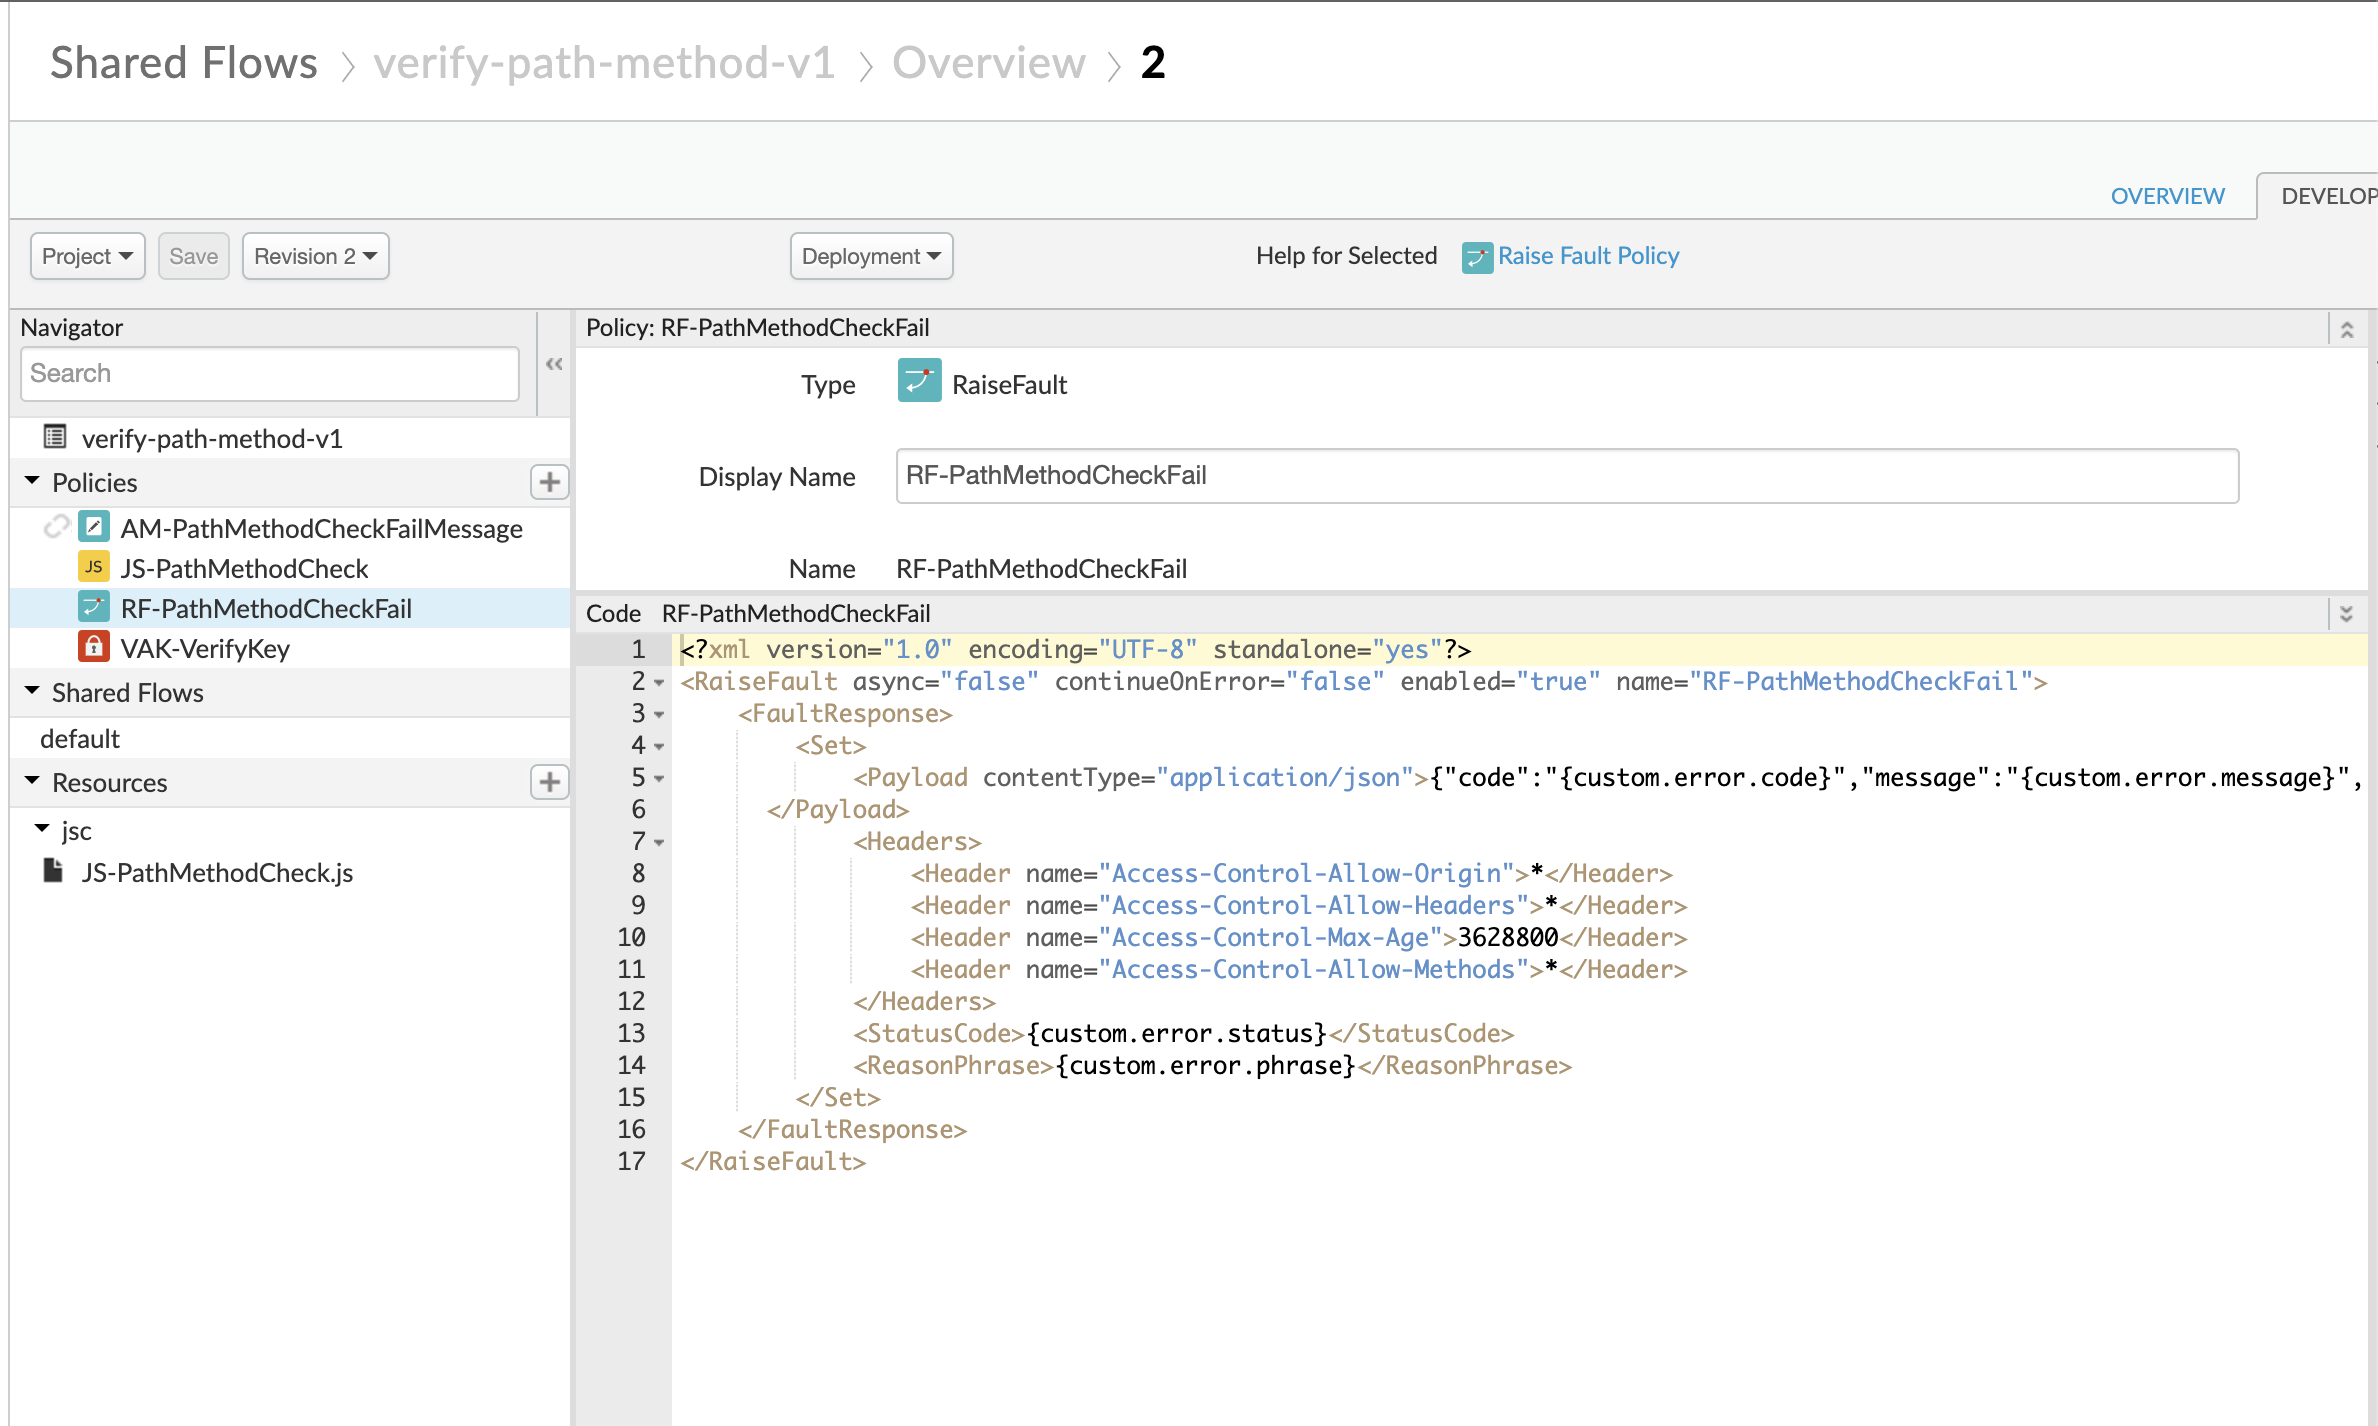 Shared Flows › verify-path-method-v1 › Overview › 2
OVERVIEW
DEVELOP
Project
Save
Revision 2
Deployment
Help for Selected
Raise Fault Policy
Navigator
Search
«
verify-path-method-v1
Policies
+
AM-PathMethodCheckFailMessage
JS
JS-PathMethodCheck
RF-PathMethodCheckFail
VAK-VerifyKey
Shared Flows
default
Resources
+
jsc
JS-PathMethodCheck.js
Policy: RF-PathMethodCheckFail
Type
RaiseFault
Display Name
RF-PathMethodCheckFail
Name
RF-PathMethodCheckFail
Code RF-PathMethodCheckFail
1 <?xml version="1.0" encoding="UTF-8" standalone="yes"?>
2 <RaiseFault async="false" continueOnError="false" enabled="true" name="RF-PathMethodCheckFail">
3 <FaultResponse>
4 <Set>
5 <Payload contentType="application/json">{"code":"{custom.error.code}","message":"{custom.error.message}",
6 </Payload>
7 <Headers>
8 <Header name="Access-Control-Allow-Origin">*</Header>
9 <Header name="Access-Control-Allow-Headers">*</Header>
10 <Header name="Access-Control-Max-Age">3628800</Header>
11 <Header name="Access-Control-Allow-Methods">*</Header>
12 </Headers>
13 <StatusCode>{custom.error.status}</StatusCode>
14 <ReasonPhrase>{custom.error.phrase}</ReasonPhrase>
15 </Set>
16 </FaultResponse>
17 </RaiseFault>